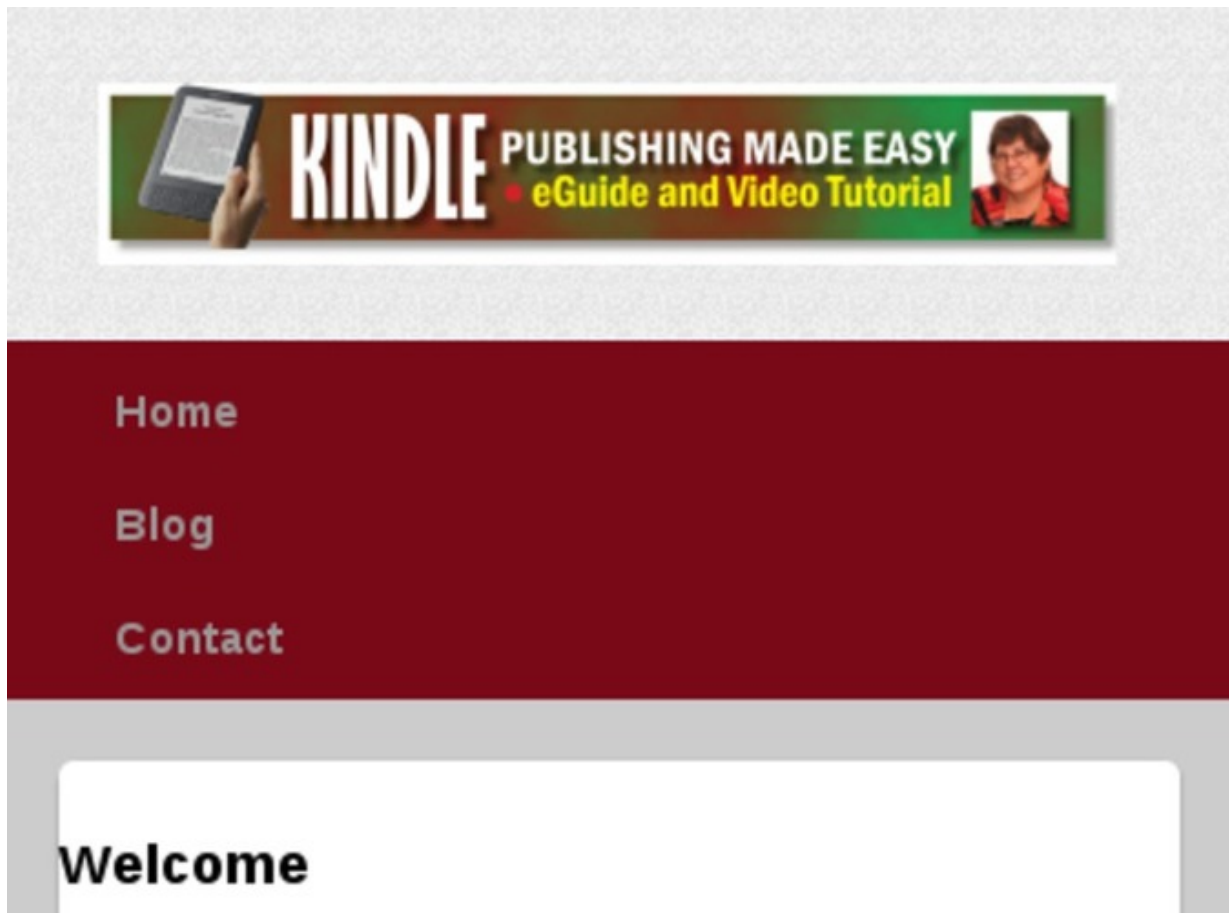 KINDLE PUBLISHING MADE EASY
• eGuide and Video Tutorial
Home
Blog
Contact
Welcome